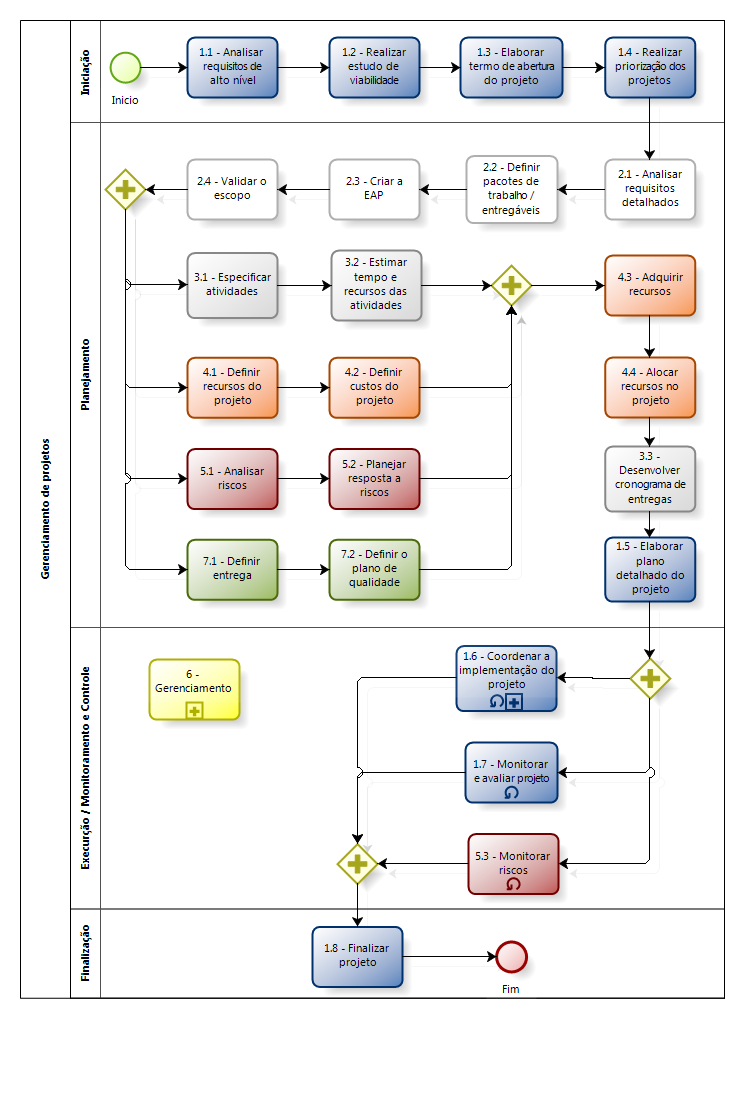 Gerenciamento de projetos
Iniciação
Inicio
1.1 - Analisar
requisitos de
alto nível
1.2 - Realizar
estudo de
viabilidade
1.3 - Elaborar
termo de abertura
do projeto
1.4 - Realizar
priorização dos
projetos
Planejamento
2.4 - Validar o
escopo
2.3 - Criar a
EAP
2.2 - Definir
pacotes de
trabalho /
entregáveis
2.1 - Analisar
requisitos
detalhados
3.1 - Especificar
atividades
3.2 - Estimar
tempo e
recursos das
atividades
4.3 - Adquirir
recursos
4.1 - Definir
recursos do
projeto
4.2 - Definir
custos do
projeto
4.4 - Alocar
recursos no
projeto
5.1 - Analisar
riscos
5.2 - Planejar
resposta a
riscos
3.3 -
Desenvolver
cronograma de
entregas
7.1 - Definir
entrega
7.2 - Definir o
plano de
qualidade
1.5 - Elaborar
plano
detalhado do
projeto
Execurção / Monitoramento e Controle
6 -
Gerenciamento
1.6 - Coordenar a
implementação do
projeto
1.7 - Monitorar
e avaliar projeto
5.3 - Monitorar
riscos
Finalização
1.8 - Finalizar
projeto
Fim